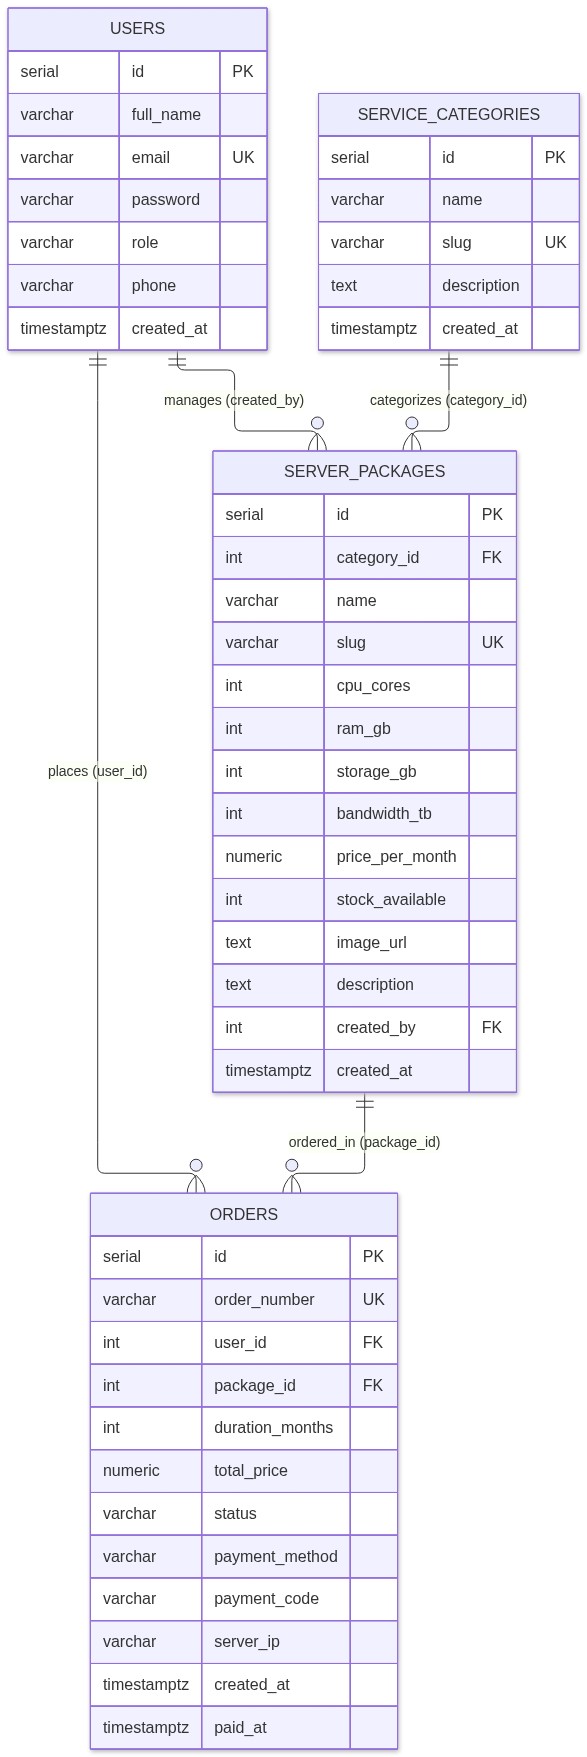 USERS
serial id PK
varchar full_name
varchar email UK
varchar password
varchar role
varchar phone
timestamptz created_at
SERVICE_CATEGORIES
serial id PK
varchar name
varchar slug UK
text description
timestamptz created_at
manages (created_by)
categorizes (category_id)
SERVER_PACKAGES
serial id PK
int category_id FK
varchar name
varchar slug UK
int cpu_cores
int ram_gb
int storage_gb
int bandwidth_tb
numeric price_per_month
int stock_available
text image_url
text description
int created_by FK
timestamptz created_at
places (user_id)
ordered_in (package_id)
ORDERS
serial id PK
varchar order_number UK
int user_id FK
int package_id FK
int duration_months
numeric total_price
varchar status
varchar payment_method
varchar payment_code
varchar server_ip
timestamptz created_at
timestamptz paid_at